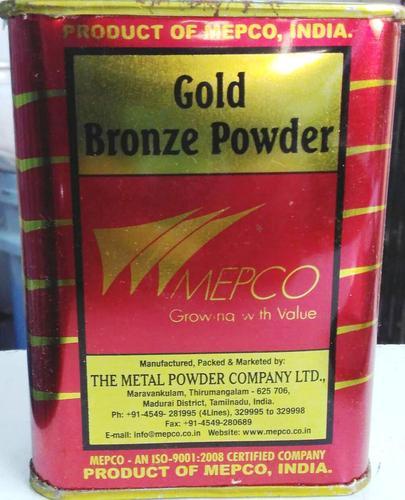 PRODUCT OF MEPCO, INDIA.
Gold
Bronze Powder
MEPCO
Growing with Value
Manufactured, Packed & Marketed by:
THE METAL POWDER COMPANY LTD.,
Maravankulam, Thirumangalam - 625 706,
Madurai District, Tamilnadu, India.
Ph: +91-4549- 281995 (4Lines), 329995 to 329998
Fax: +91-4549-280689
E-mail: info@mepco.co.in Website: www.mepco.co.in
MEPCO - AN ISO-9001:2008 CERTIFIED COMPANY
PRODUCT OF MEPCO, INDIA.